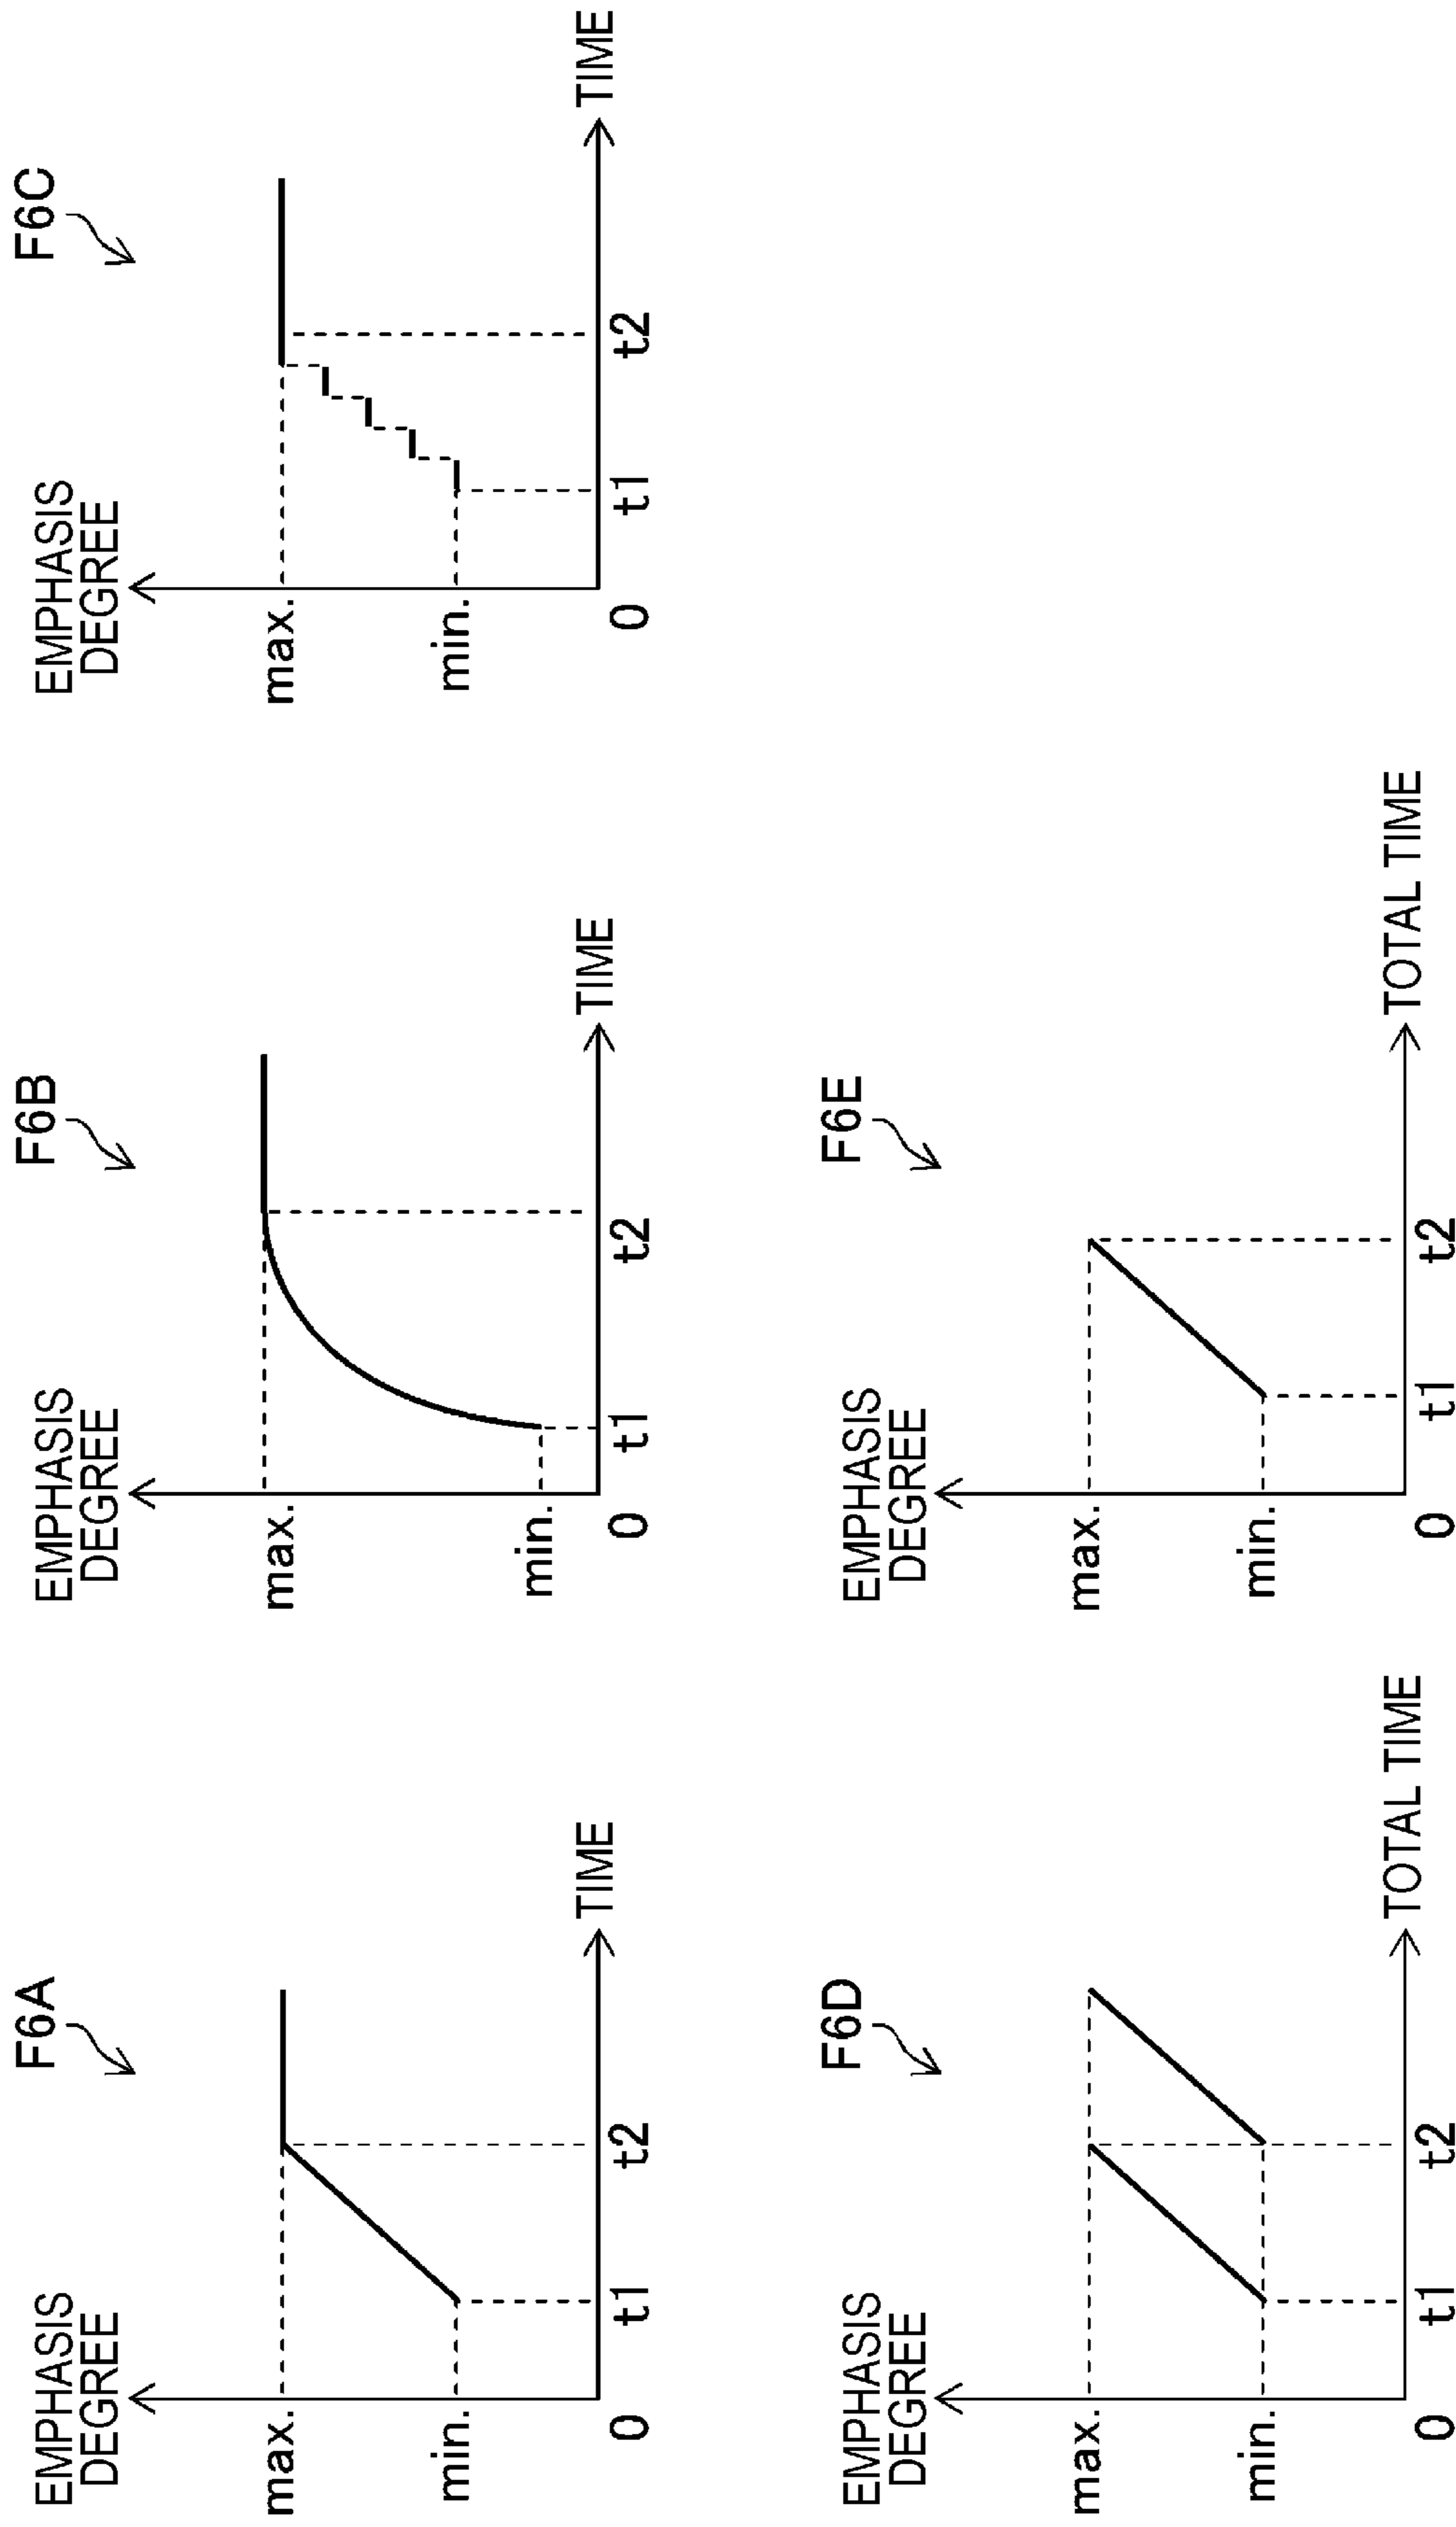 F6A
EMPHASIS
DEGREE
max.
min.
0
t1
t2
TIME
F6B
EMPHASIS
DEGREE
max.
min.
0
t1
t2
TIME
F6C
EMPHASIS
DEGREE
max.
min.
0
t1
t2
TIME
F6D
EMPHASIS
DEGREE
max.
min.
0
t1
t2
TOTAL TIME
F6E
EMPHASIS
DEGREE
max.
min.
0
t1
t2
TOTAL TIME